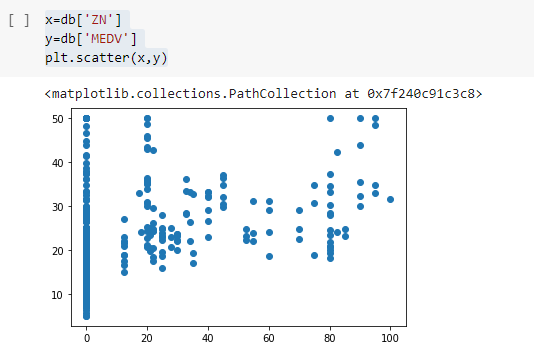 [ ]
x=db['ZN']
y=db['MEDV']
plt.scatter(x,y)
<matplotlib.collections.PathCollection at 0x7f240c91c3c8>
50
40
30
20
10
0 20 40 60 80 100